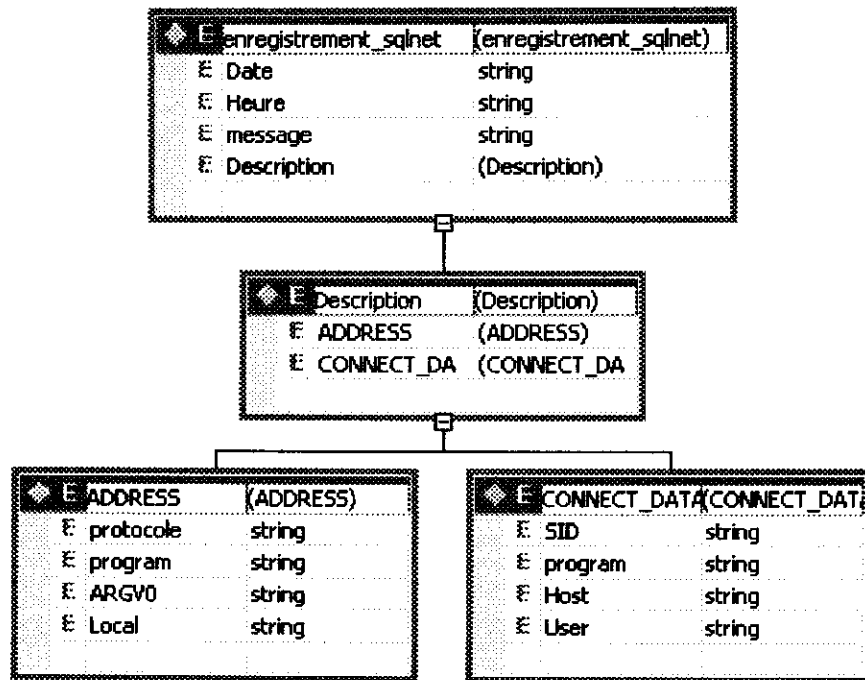 E enregistrement_sqlnet (enregistrement_sqlnet)
E Date string
E Heure string
E message string
E Description (Description)
E Description (Description)
E ADDRESS (ADDRESS)
E CONNECT_DA (CONNECT_DA
E ADDRESS (ADDRESS)
E protocole string
E program string
E ARGV0 string
E Local string
E CONNECT_DATA (CONNECT_DATA
E SID string
E program string
E Host string
E User string